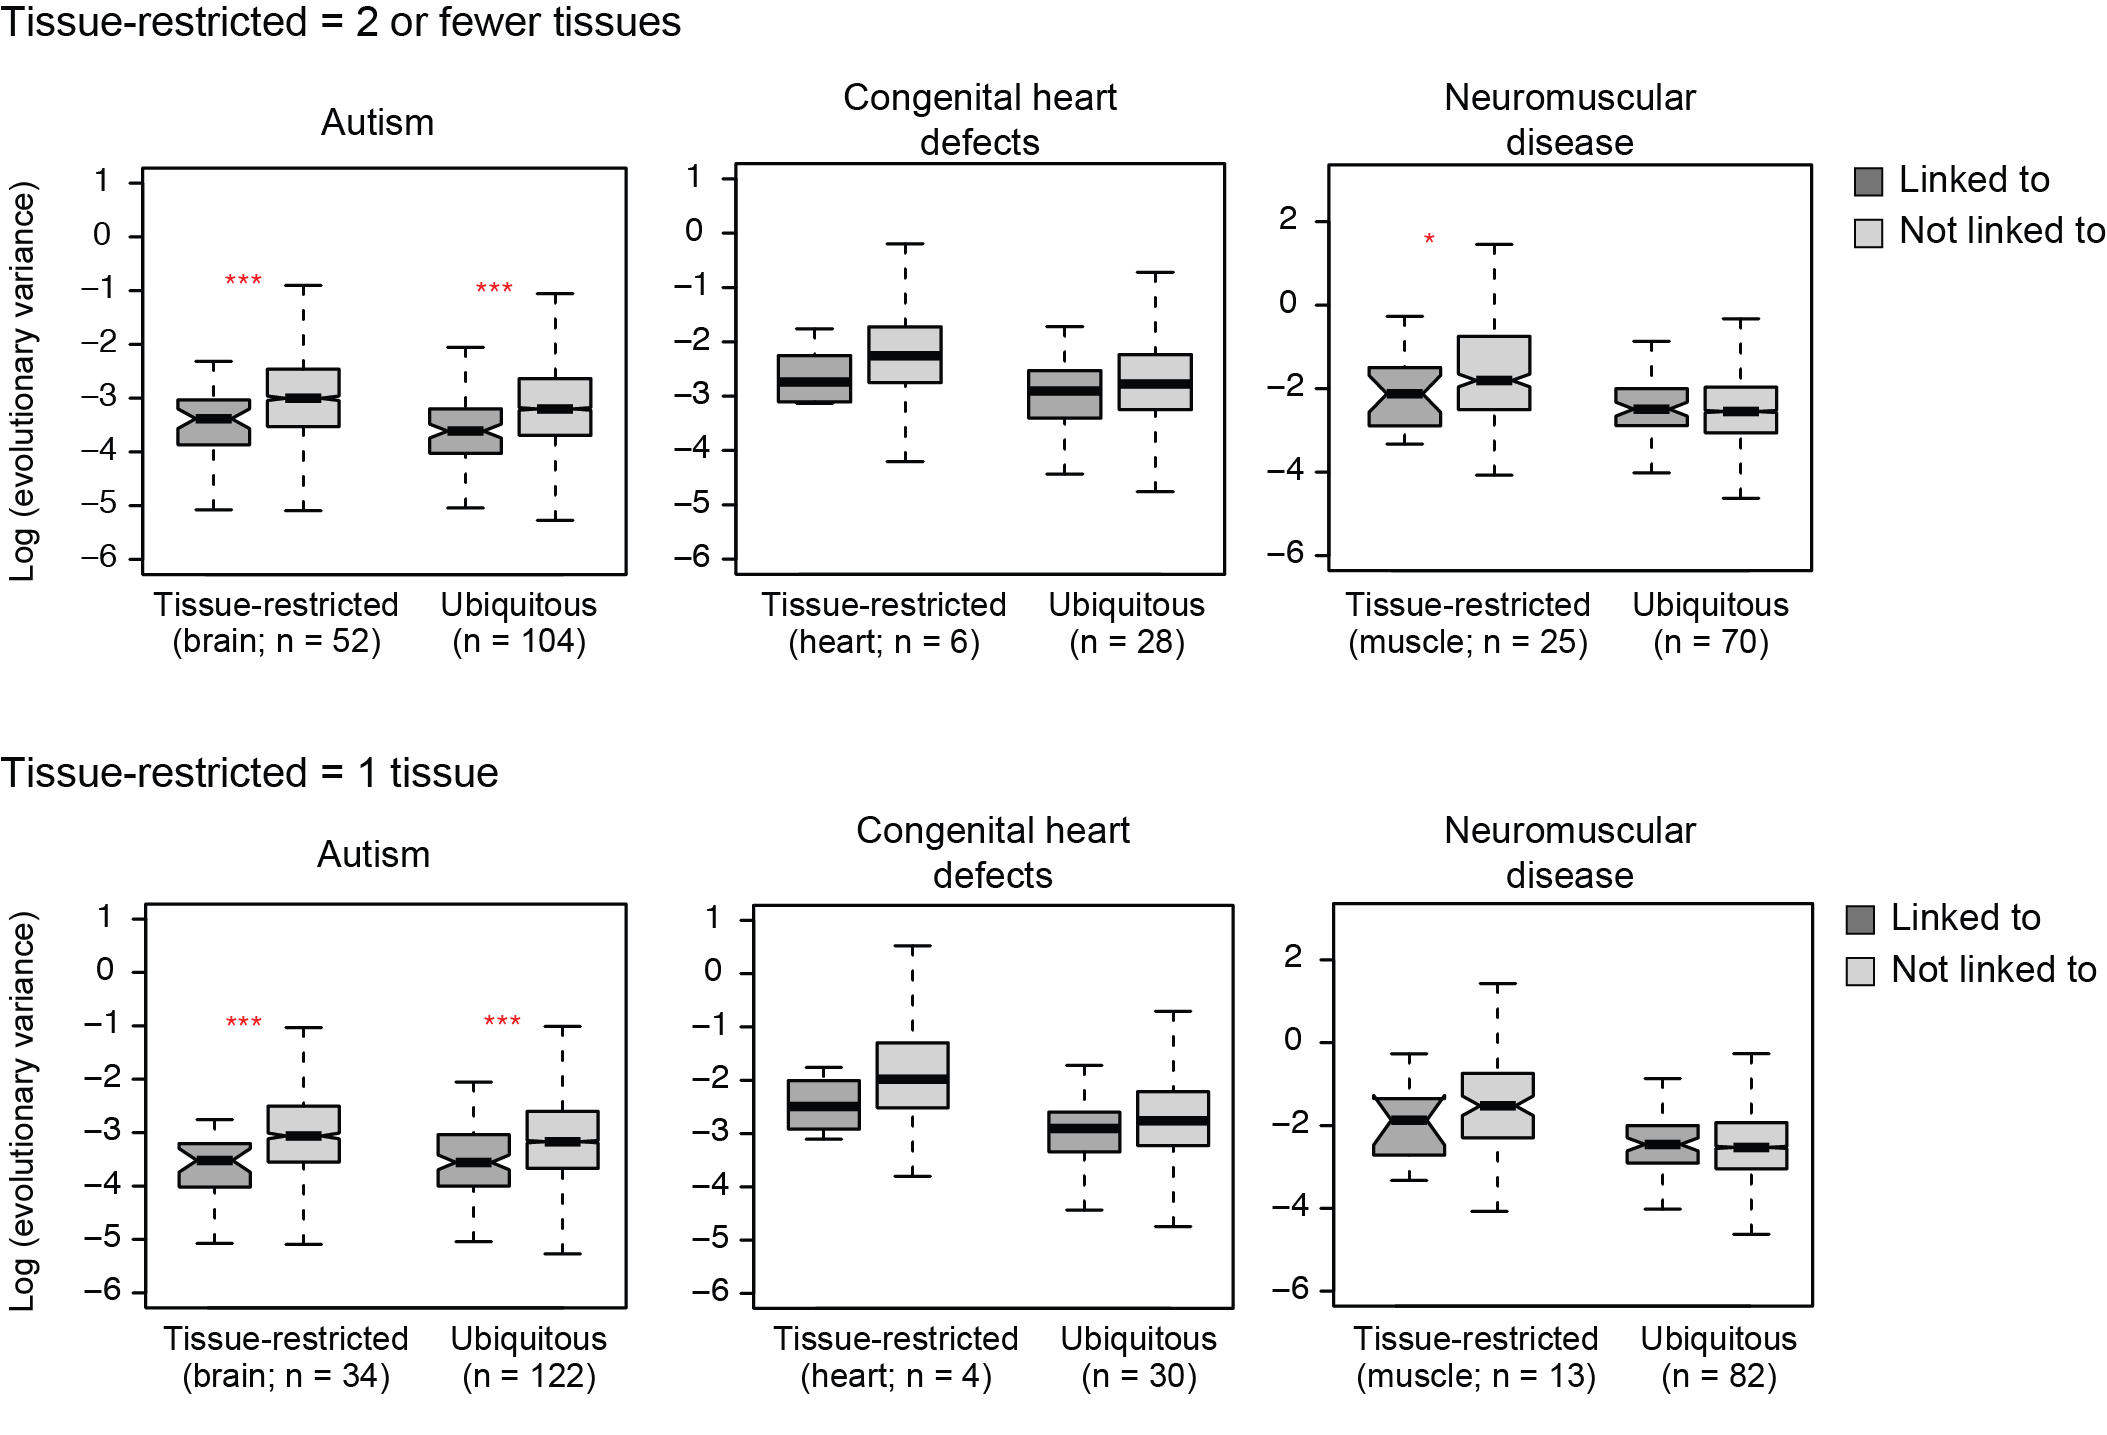 Tissue-restricted = 2 or fewer tissues
Autism
Congenital heart
defects
Neuromuscular
disease
Log (evolutionary variance)
1
0
−1
−2
−3
−4
−5
−6
***
***
Tissue-restricted
(brain; n = 52)
Ubiquitous
(n = 104)
1
0
−1
−2
−3
−4
−5
−6
Tissue-restricted
(heart; n = 6)
Ubiquitous
(n = 28)
2
0
−2
−4
−6
*
Tissue-restricted
(muscle; n = 25)
Ubiquitous
(n = 70)
Linked to
Not linked to
Tissue-restricted = 1 tissue
Autism
Congenital heart
defects
Neuromuscular
disease
Log (evolutionary variance)
1
0
−1
−2
−3
−4
−5
−6
***
***
Tissue-restricted
(brain; n = 34)
Ubiquitous
(n = 122)
1
0
−1
−2
−3
−4
−5
−6
Tissue-restricted
(heart; n = 4)
Ubiquitous
(n = 30)
2
0
−2
−4
−6
Tissue-restricted
(muscle; n = 13)
Ubiquitous
(n = 82)
Linked to
Not linked to